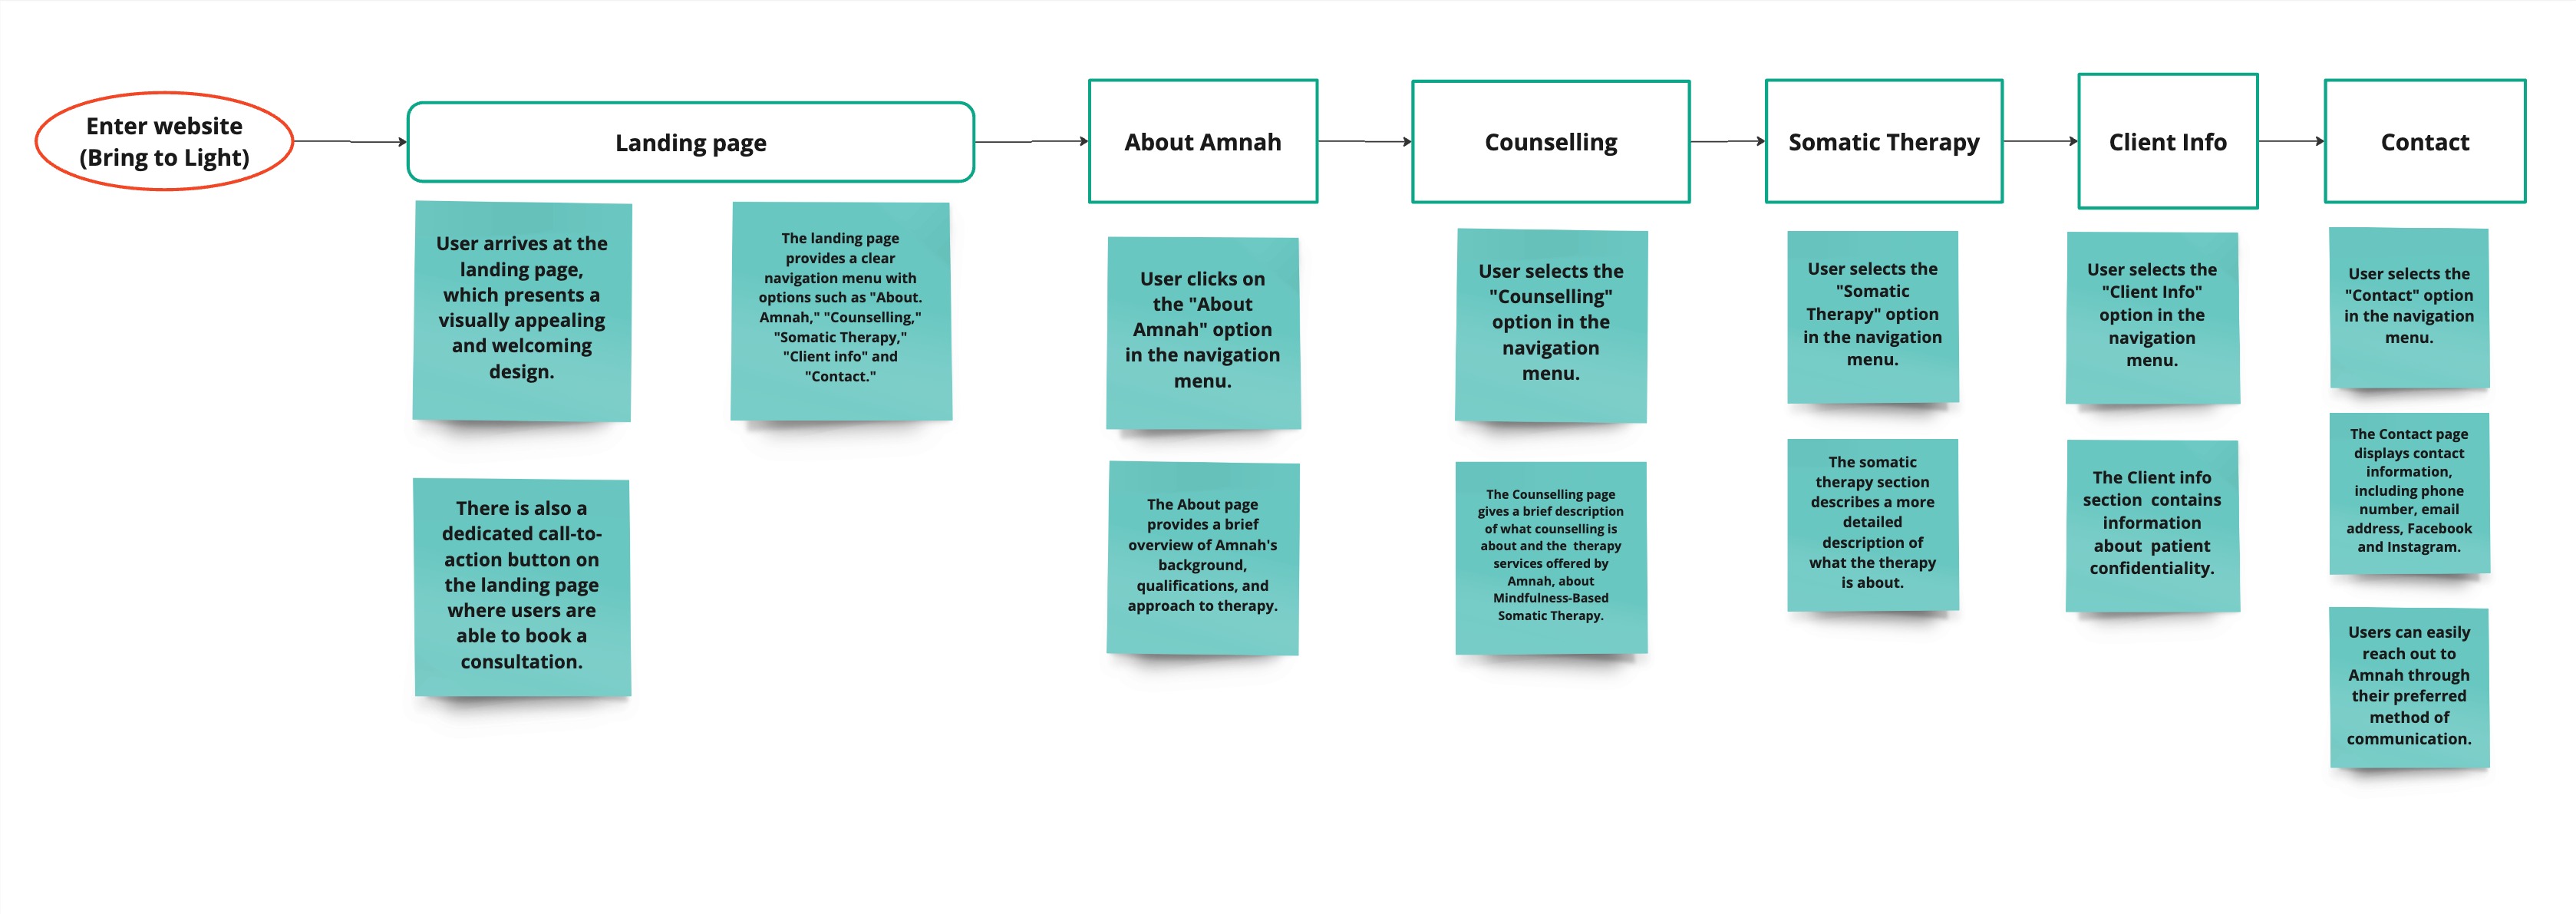 Enter website
(Bring to Light)
Landing page
About Amnah
Counselling
Somatic Therapy
Client Info
Contact
User arrives at the
landing page,
which presents a
visually appealing
and welcoming
design.
The landing page
provides a clear
navigation menu with
options such as "About.
Amnah," "Counselling,"
"Somatic Therapy,"
"Client info" and
"Contact."
There is also a
dedicated call-to-
action button on
the landing page
where users are
able to book a
consultation.
User clicks on
the "About
Amnah" option
in the navigation
menu.
The About page
provides a brief
overview of Amnah's
background,
qualifications, and
approach to therapy.
User selects the
"Counselling"
option in the
navigation
menu.
The Counselling page
gives a brief description
of what counselling is
about and the  therapy
services offered by
Amnah, about
Mindfulness-Based
Somatic Therapy.
User selects the
"Somatic
Therapy" option
in the navigation
menu.
The somatic
therapy section
describes a more
detailed
description of
what the therapy
is about.
User selects the
"Client Info"
option in the
navigation
menu.
The Client info
section  contains
information
about  patient
confidentiality.
User selects the
"Contact" option
in the navigation
menu.
The Contact page
displays contact
information,
including phone
number, email
address, Facebook
and Instagram.
Users can easily
reach out to
Amnah through
their preferred
method of
communication.